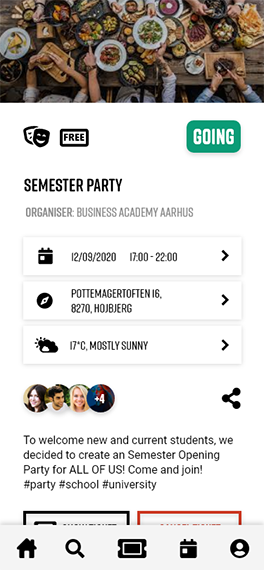 FREE
GOING
SEMESTER PARTY
ORGANISER: BUSINESS ACADEMY AARHUS
12/09/2020 17:00 - 22:00
POTTEMAGERTOFTEN 16,
8270, HOJBJERG
17°C, MOSTLY SUNNY
+4
To welcome new and current students, we
decided to create an Semester Opening
Party for ALL OF US! Come and join!
#party #school #university